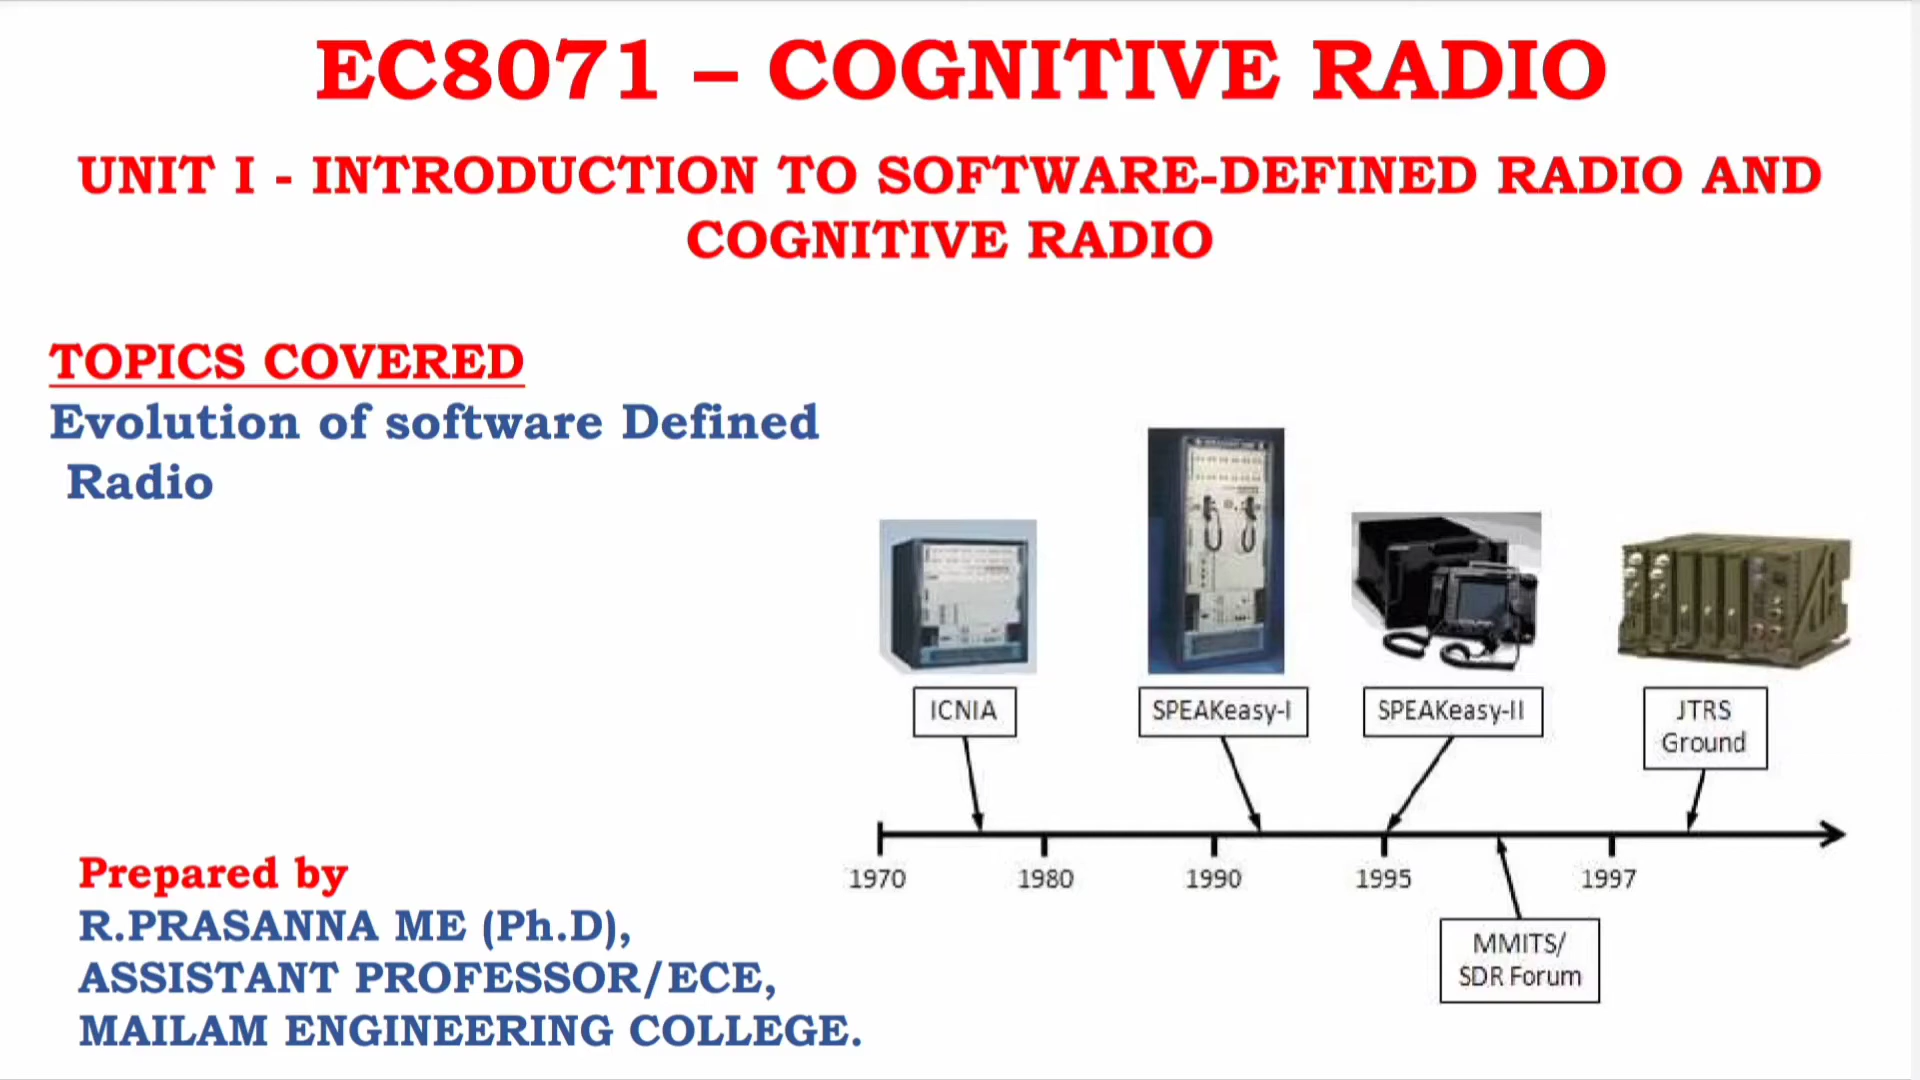 EC8071 – COGNITIVE RADIO
UNIT I - INTRODUCTION TO SOFTWARE-DEFINED RADIO AND
COGNITIVE RADIO
TOPICS COVERED
Evolution of software Defined
Radio
ICNIA
SPEAKeasy-I
SPEAKeasy-II
JTRS
Ground
1970
1980
1990
1995
1997
MMITS/
SDR Forum
Prepared by
R.PRASANNA ME (Ph.D),
ASSISTANT PROFESSOR/ECE,
MAILAM ENGINEERING COLLEGE.